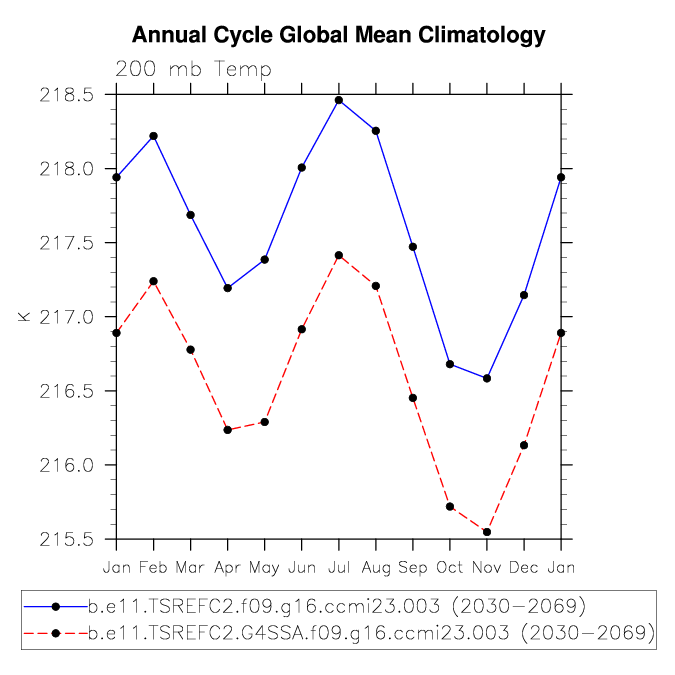 Annual Cycle Global Mean Climatology
200 mb Temp
218.5
218.0
217.5
217.0
216.5
216.0
215.5
K
Jan Feb Mar Apr May Jun Jul Aug Sep Oct Nov Dec Jan
b.e11.TSREFC2.f09.g16.ccmi23.003 (2030-2069)
b.e11.TSREFC2.G4SSA.f09.g16.ccmi23.003 (2030-2069)